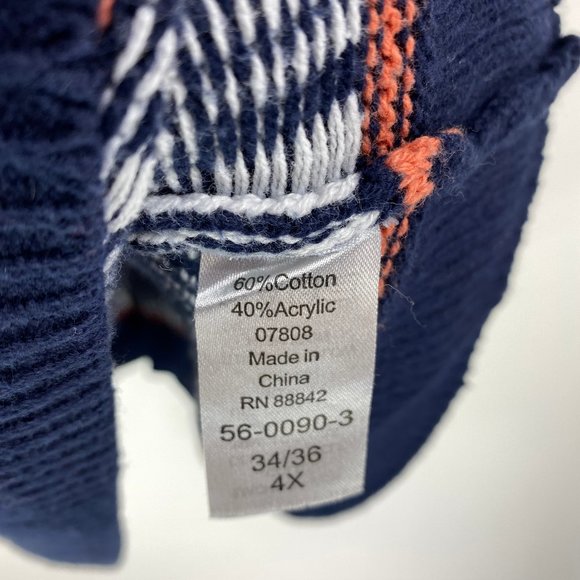 60%Cotton
40%Acrylic
07808
Made in
China
RN 88842
56-0090-3
34/36
4X